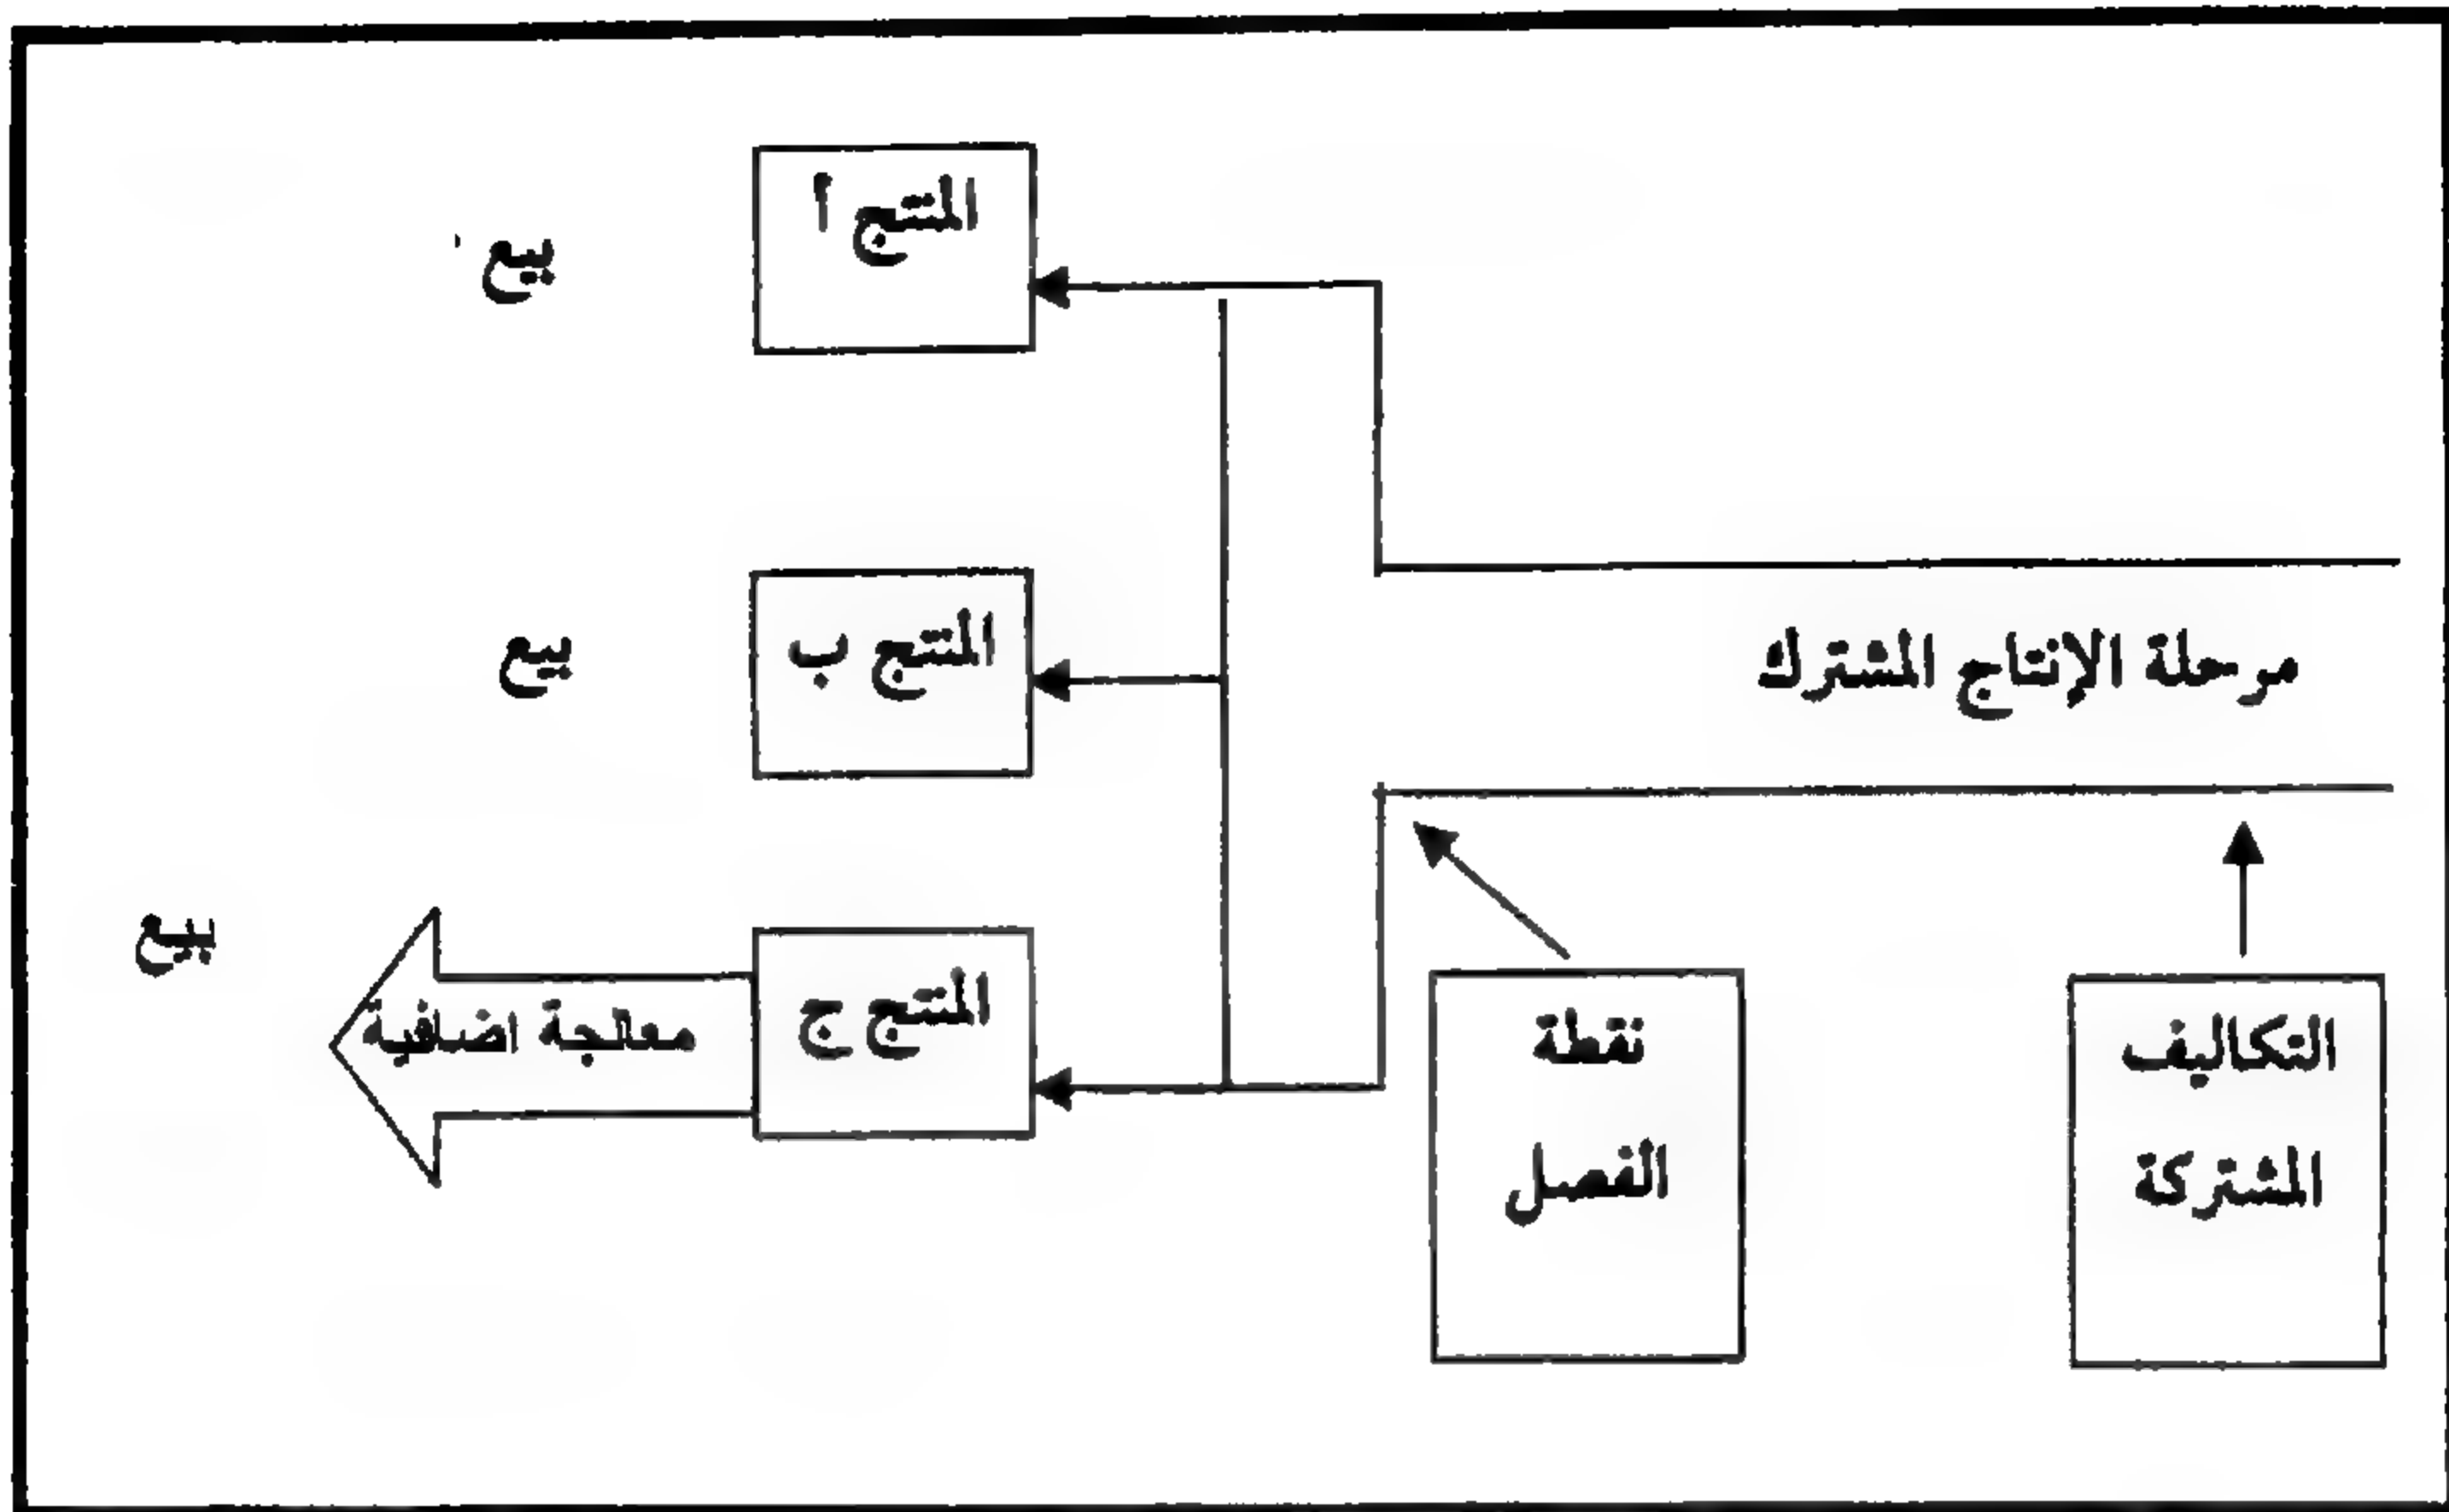 المنتج أ
بيع
مرحلة الإنتاج المشترك
المنتج ب
بيع
التكاليف
المشتركة
نقطة
الفصل
المنتج ج
معالجة اضافية
بيع